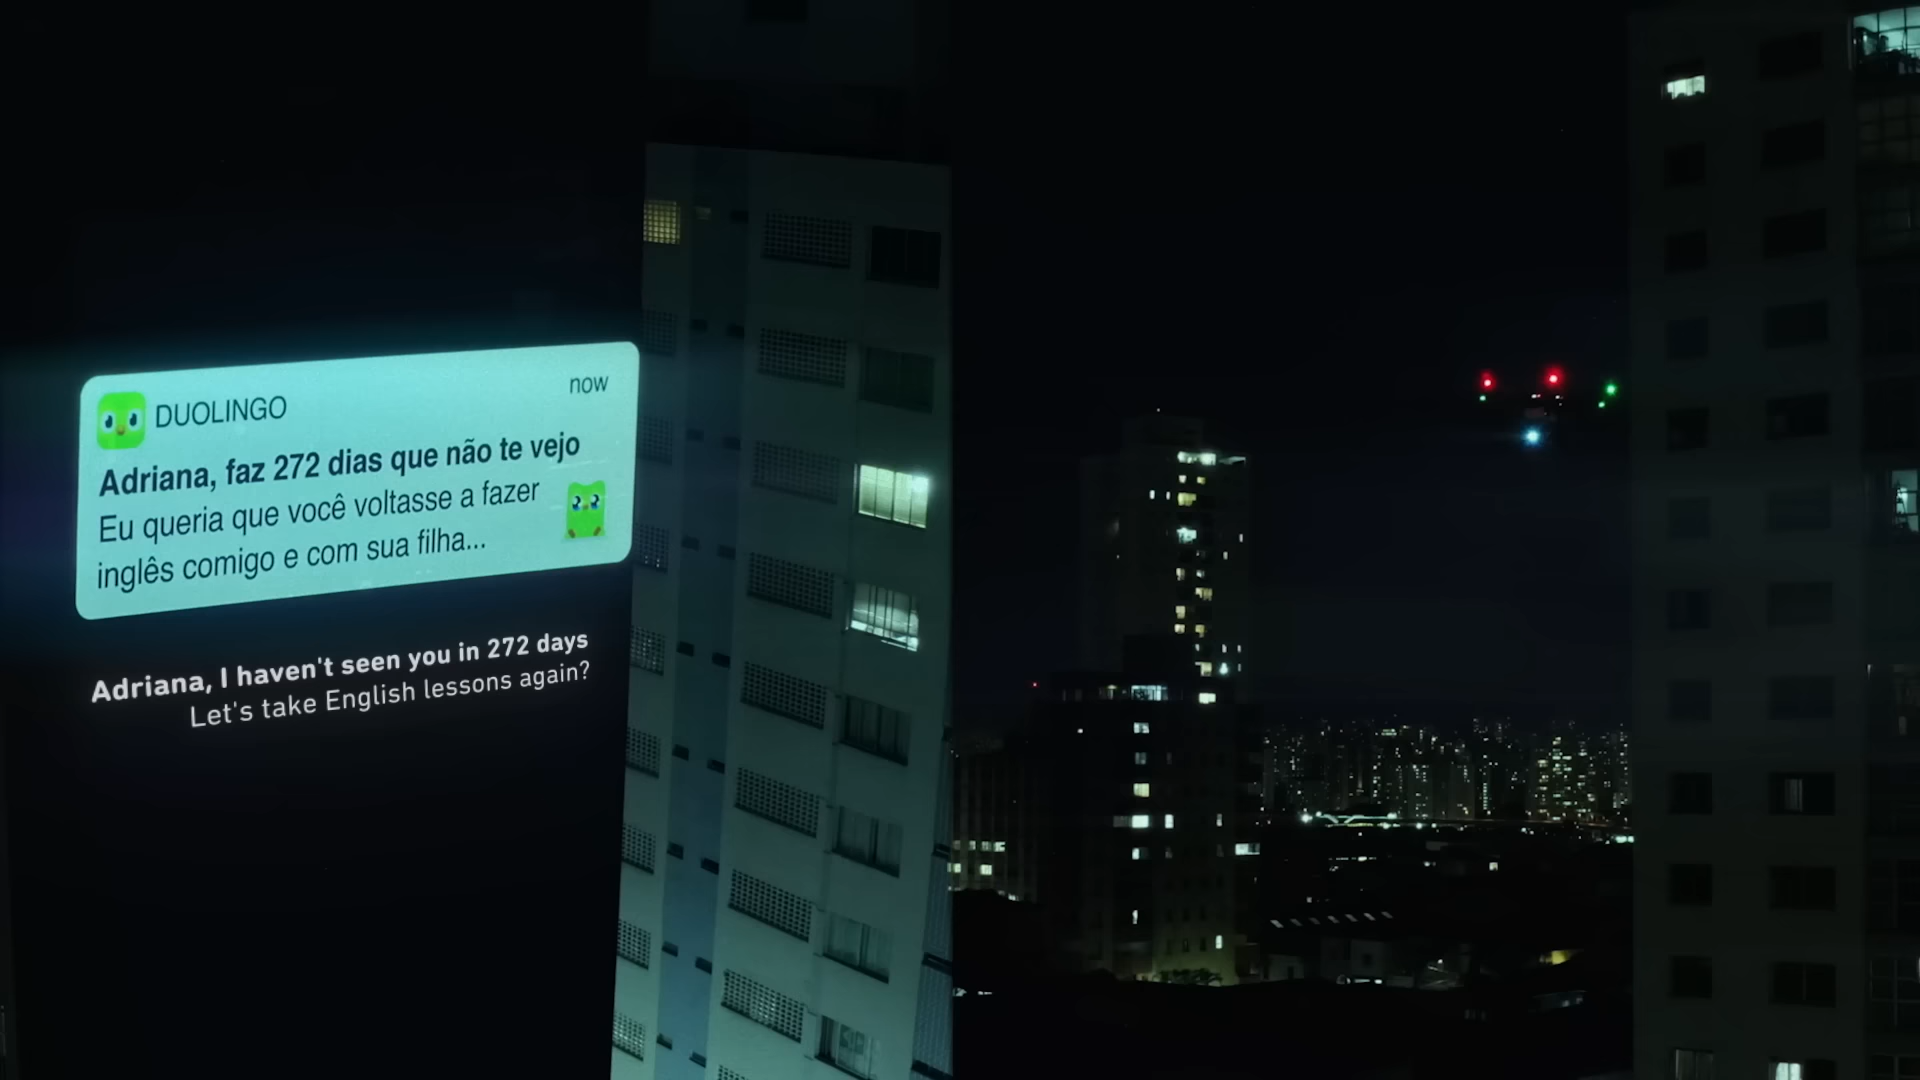 DUOLINGO
now
Adriana, faz 272 dias que não te vejo
Eu queria que você voltasse a fazer
inglês comigo e com sua filha...
Adriana, I haven't seen you in 272 days
Let's take English lessons again?